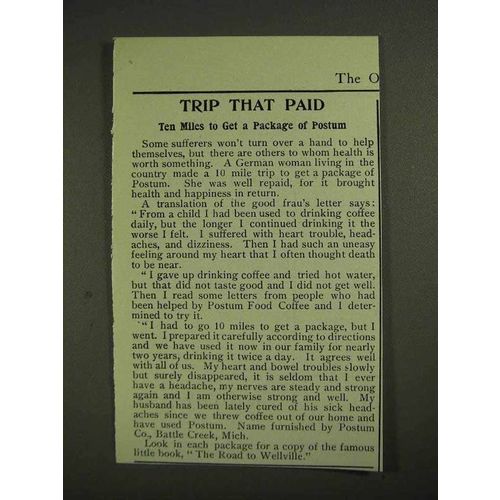 The O
TRIP THAT PAID
Ten Miles to Get a Package of Postum
Some sufferers won't turn over a hand to help
themselves, but there are others to whom health is
worth something. A German woman living in the
country made a 10 mile trip to get a package of
Postum. She was well repaid, for it brought
health and happiness in return.
A translation of the good frau's letter says:
"From a child I had been used to drinking coffee
daily, but the longer I continued drinking it the
worse I felt. I suffered with heart trouble, head-
aches, and dizziness. Then I had such an uneasy
feeling around my heart that I often thought death
to be near.
"I gave up drinking coffee and tried hot water,
but that did not taste good and I did not get well.
Then I read some letters from people who had
been helped by Postum Food Coffee and I deter-
mined to try it.
"I had to go 10 miles to get a package, but I
went. I prepared it carefully according to directions
and we have used it now in our family for nearly
two years, drinking it twice a day. It agrees well
with all of us. My heart and bowel troubles slowly
but surely disappeared, it is seldom that I ever
have a headache, my nerves are steady and strong
again and I am otherwise strong and well. My
husband has been lately cured of his sick head-
aches since we threw coffee out of our home and
have used Postum. Name furnished by Postum
Co., Battle Creek, Mich.
Look in each package for a copy of the famous
little book, "The Road to Wellville."